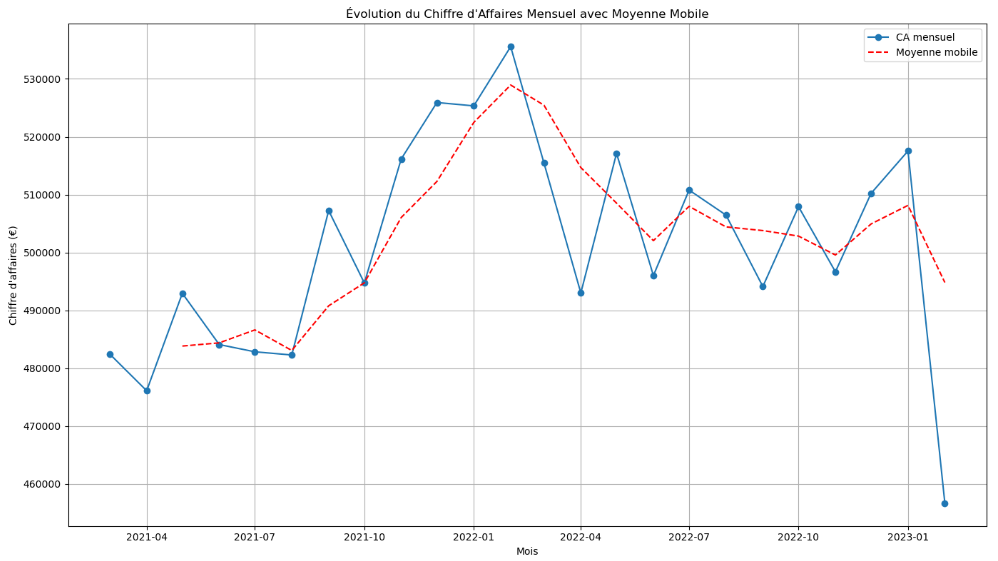 Évolution du Chiffre d'Affaires Mensuel avec Moyenne Mobile
CA mensuel
Moyenne mobile
Chiffre d'affaires (€)
530000
520000
510000
500000
490000
480000
470000
460000
2021-04 2021-07 2021-10 2022-01 2022-04 2022-07 2022-10 2023-01
Mois